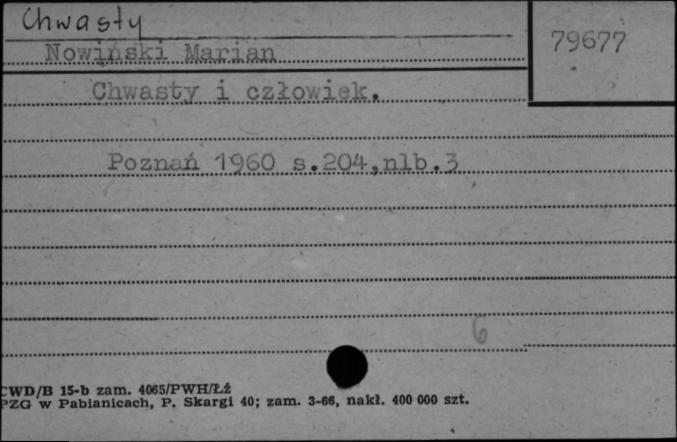 Chwasty
79677
Nowiński Marian
Chwasty i człowiek.
Poznań 1960 s.204,nlb.3
6
CWD/B 15-b zam. 4065/PWH/Łź
PZG w Pabianicach, P. Skargi 40; zam. 3-66, nakł. 400 000 szt.